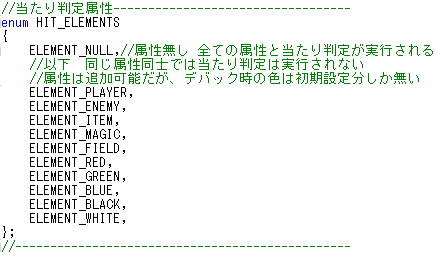 //当たり判定属性----------------------------------
enum HIT_ELEMENTS
{
ELEMENT_NULL,//属性無し 全ての属性と当たり判定が実行される
//以下　同じ属性同士では当たり判定は実行されない
//属性は追加可能だが、デバック時の色は初期設定分しか無い
ELEMENT_PLAYER,
ELEMENT_ENEMY,
ELEMENT_ITEM,
ELEMENT_MAGIC,
ELEMENT_FIELD,
ELEMENT_RED,
ELEMENT_GREEN,
ELEMENT_BLUE,
ELEMENT_BLACK,
ELEMENT_WHITE,
};
//------------------------------------------------